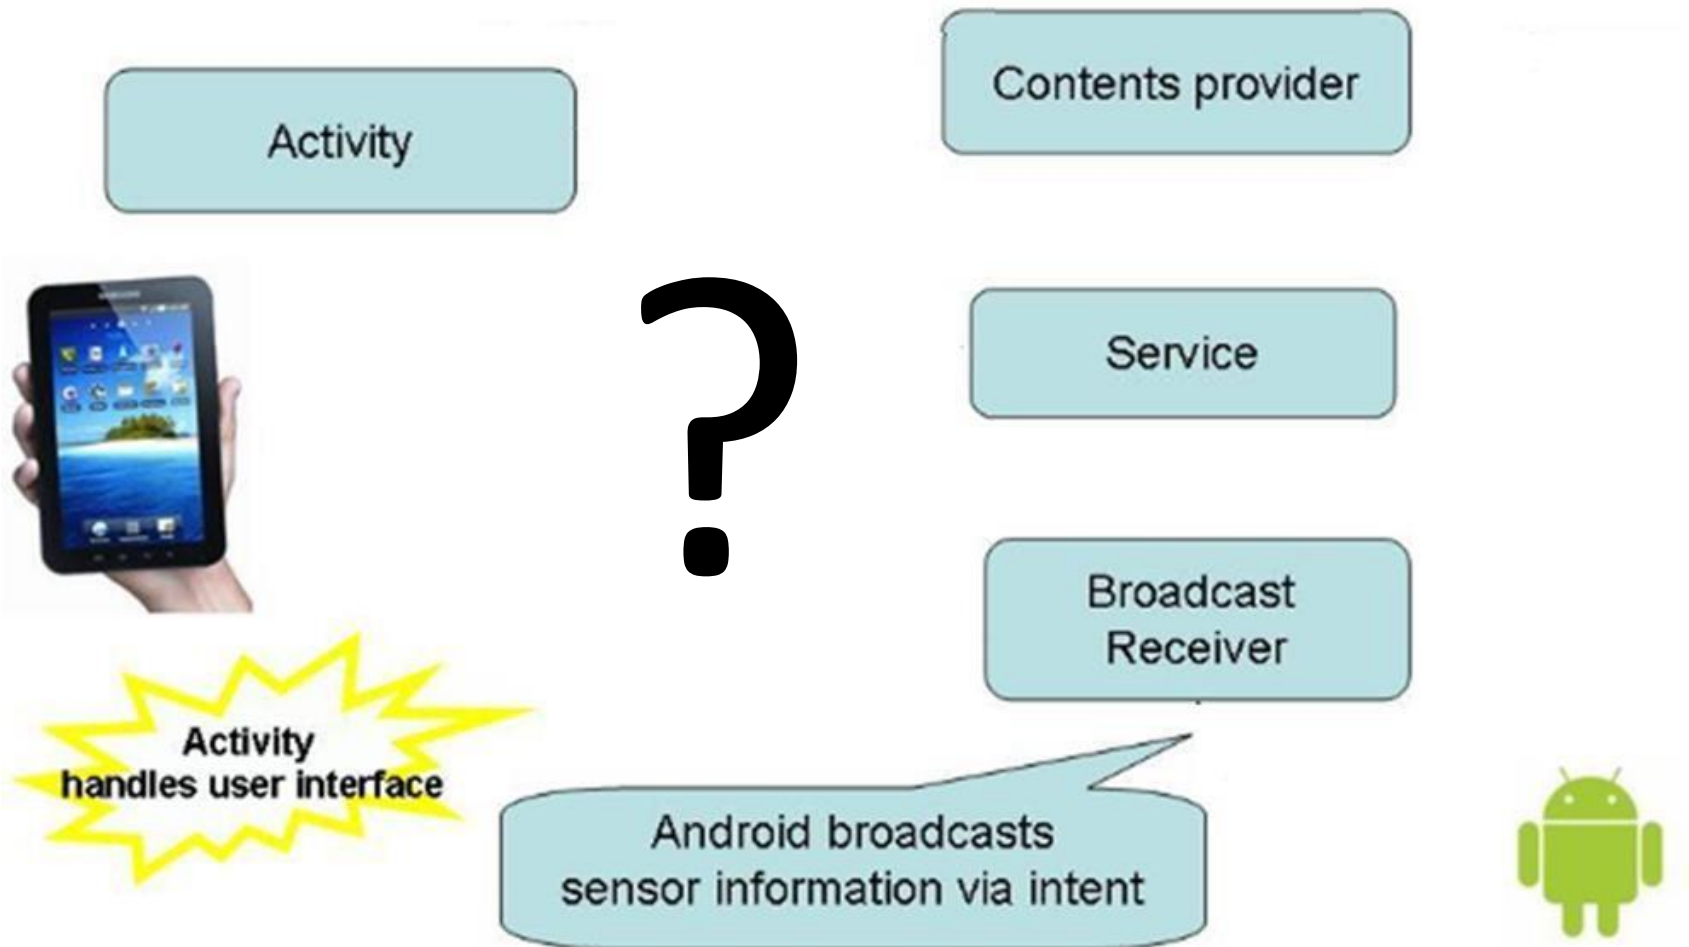 Activity
Contents provider
?
Service
Broadcast
Receiver
Activity
handles user interface
Android broadcasts
sensor information via intent